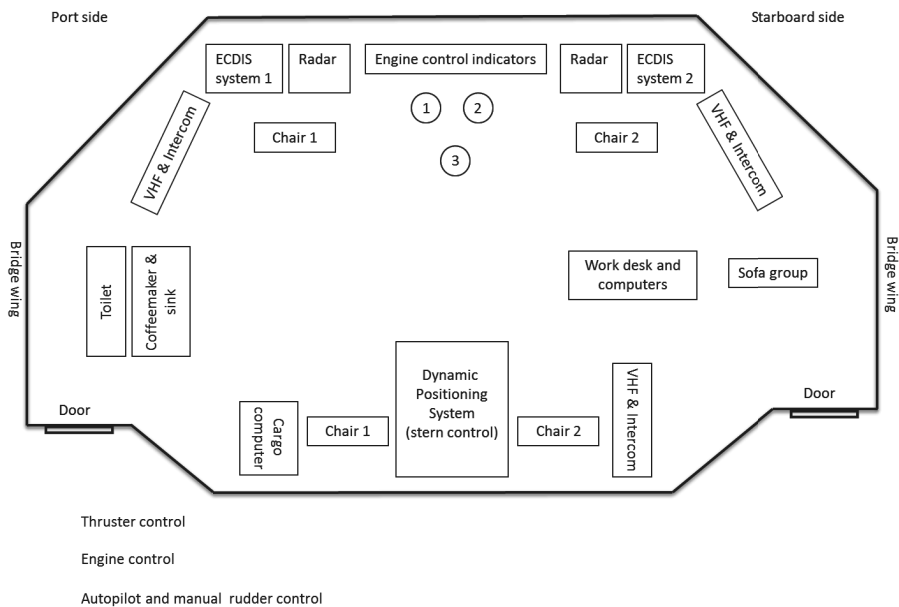 Port side
Starboard side
ECDIS
system 1
Radar
Engine control indicators
Radar
ECDIS
system 2
1
2
3
VHF & Intercom
Chair 1
Chair 2
VHF & Intercom
Bridge wing
Toilet
Coffeemaker &
sink
Work desk and
computers
Sofa group
Bridge wing
Door
Door
Cargo
computer
Chair 1
Dynamic
Positioning
System
(stern control)
Chair 2
VHF & Intercom
Thruster control
Engine control
Autopilot and manual rudder control